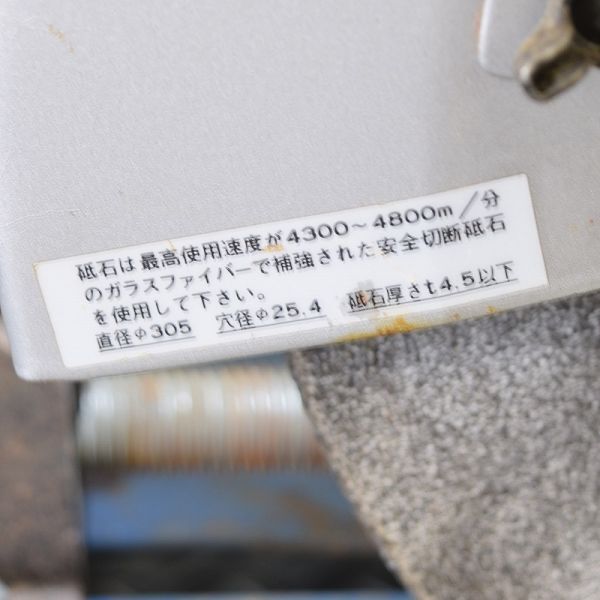 砥石は最高使用速度が4300～4800m／分
のガラスファイバーで補強された安全切断砥石
を使用して下さい。
直径φ305 穴径φ25.4 砥石厚さt4.5以下